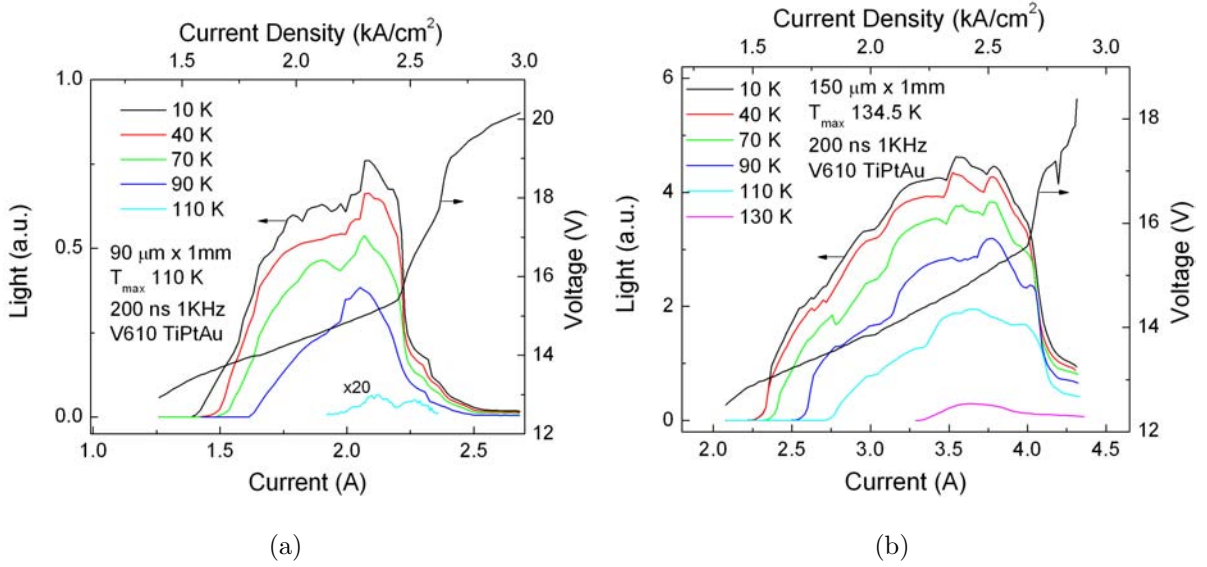 Current Density (kA/cm²)
1.5 2.0 2.5 3.0
1.0
0.5
0.0
Light (a.u.)
10 K
40 K
70 K
90 K
110 K
90 μm x 1mm
T_max 110 K
200 ns 1KHz
V610 TiPtAu
x20
20
18
16
14
12
Voltage (V)
1.0 1.5 2.0 2.5
Current (A)
(a)
Current Density (kA/cm²)
1.5 2.0 2.5 3.0
6
4
2
0
Light (a.u.)
10 K
40 K
70 K
90 K
110 K
130 K
150 μm x 1mm
T_max 134.5 K
200 ns 1KHz
V610 TiPtAu
18
16
14
12
Voltage (V)
2.0 2.5 3.0 3.5 4.0 4.5
Current (A)
(b)